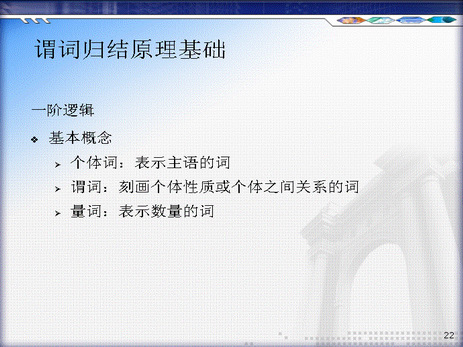 谓词归结原理基础
一阶逻辑
❖ 基本概念
➢ 个体词：表示主语的词
➢ 谓词：刻画个体性质或个体之间关系的词
➢ 量词：表示数量的词
22